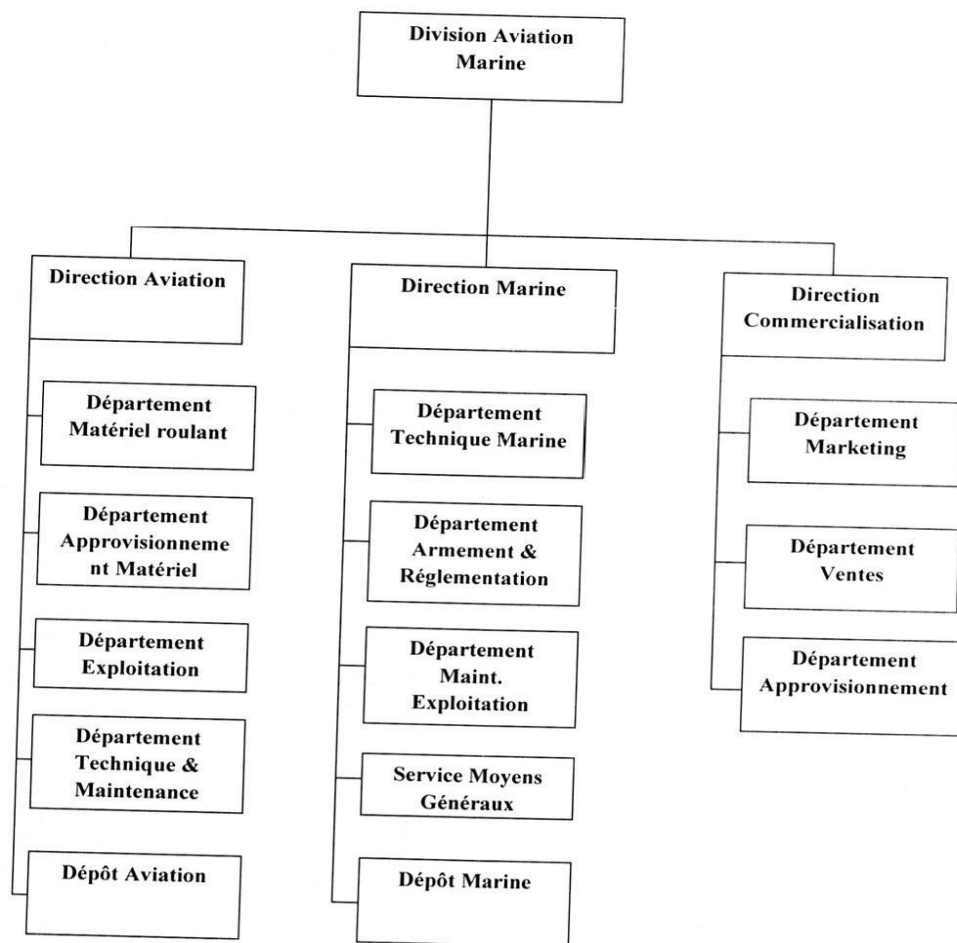 Division Aviation
Marine
Direction Aviation
Direction Marine
Direction
Commercialisation
Département
Matériel roulant
Département
Approvisionneme
nt Matériel
Département
Exploitation
Département
Technique &
Maintenance
Dépôt Aviation
Département
Technique Marine
Département
Armement &
Réglementation
Département
Maint.
Exploitation
Service Moyens
Généraux
Dépôt Marine
Département
Marketing
Département
Ventes
Département
Approvisionnement